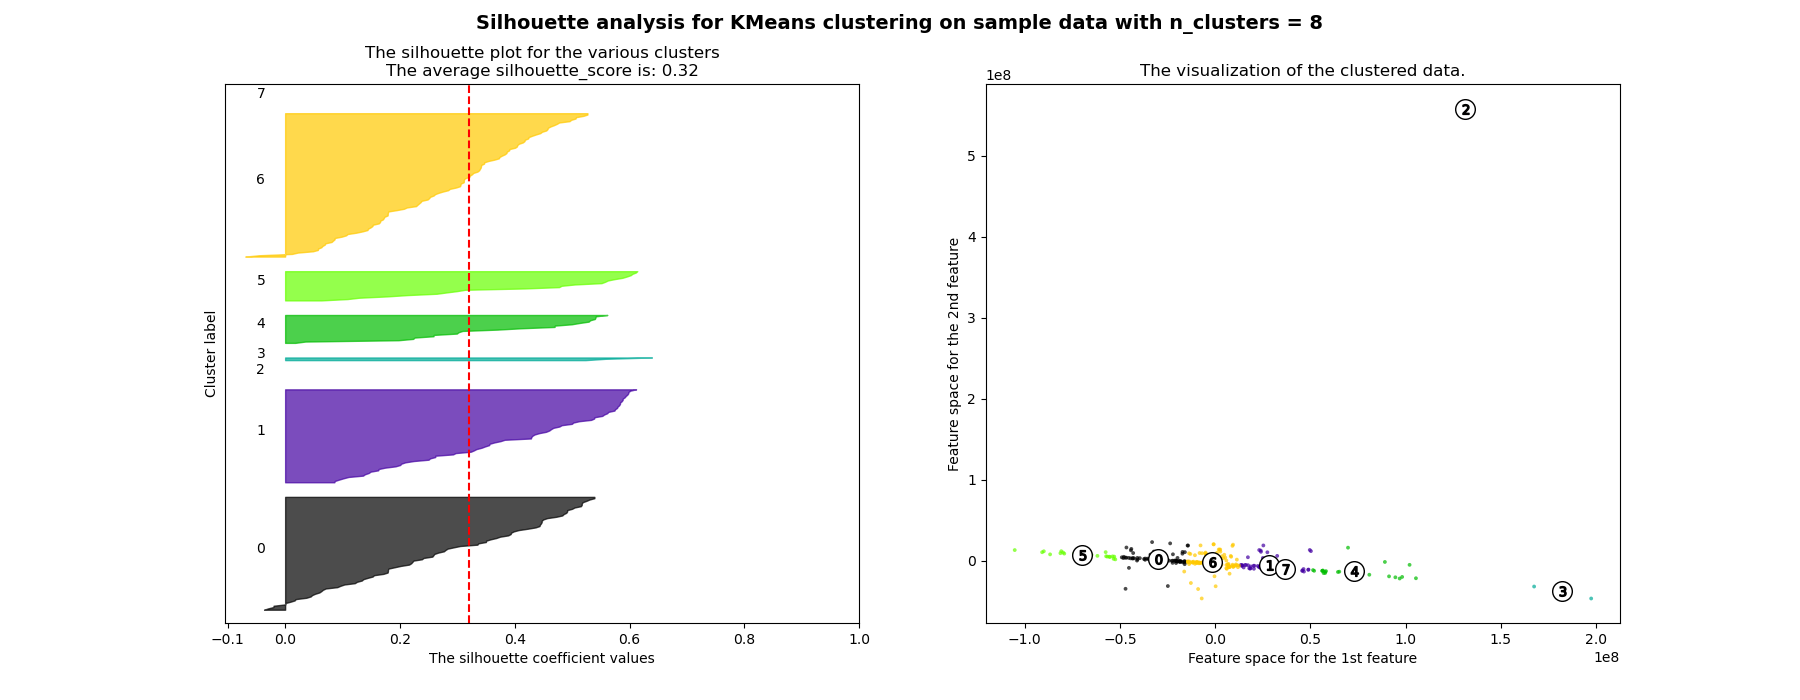 Silhouette analysis for KMeans clustering on sample data with n_clusters = 8
The silhouette plot for the various clusters
The average silhouette_score is: 0.32
7
6
5
4
3
2
1
0
Cluster label
−0.1 0.0 0.2 0.4 0.6 0.8 1.0
The silhouette coefficient values
The visualization of the clustered data.
1e8
5
4
3
2
1
0
Feature space for the 2nd feature
2
5 0 6 1 7 4 3
−1.0 −0.5 0.0 0.5 1.0 1.5 2.0
1e8
Feature space for the 1st feature